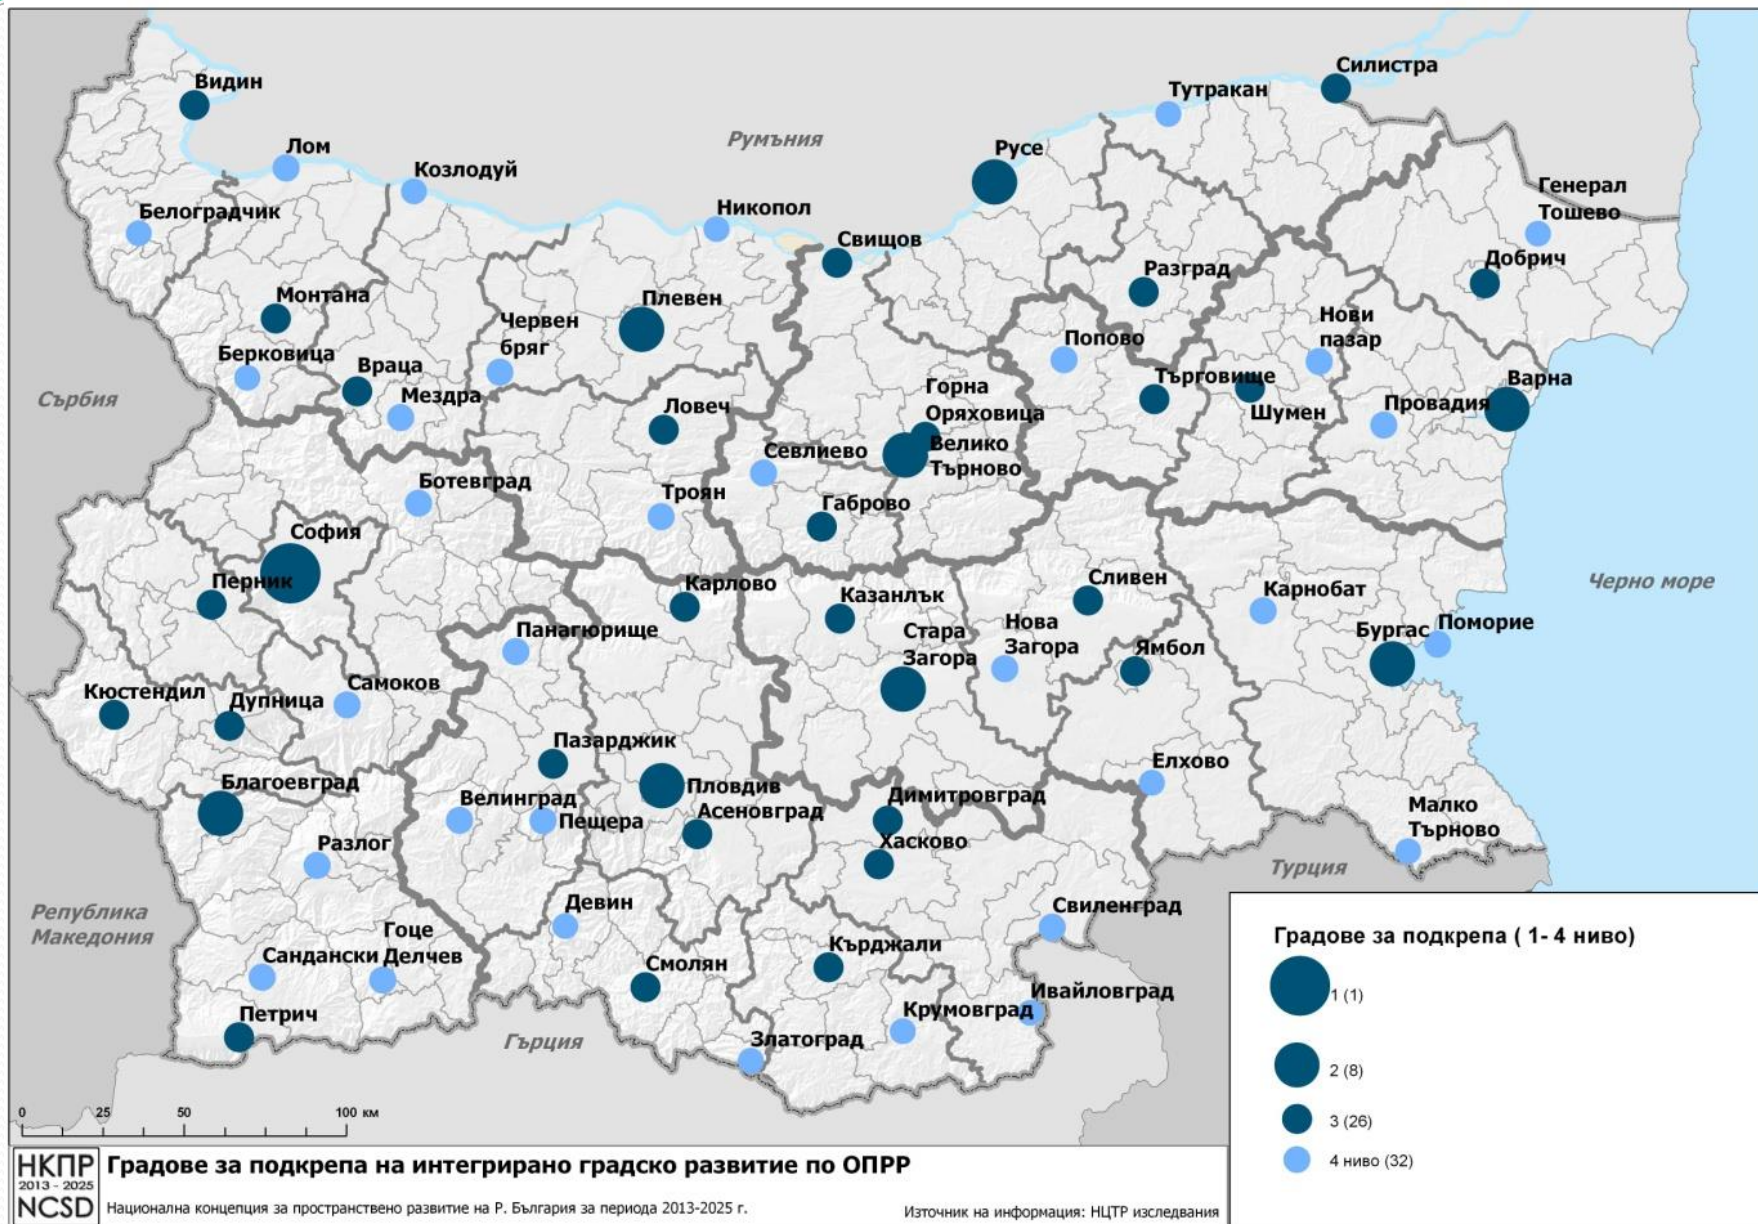 Видин
Силистра
Тутракан
Румъния
Лом
Русе
Козлодуй
Генерал
Тошево
Никопол
Белоградчик
Свищов
Добрич
Разград
Монтана
Плевен
Нови
пазар
Червен
бряг
Попово
Берковица
Враца
Търговище
Варна
Сърбия
Мездра
Ловеч
Горна
Оряховица
Шумен
Провадия
Велико
Търново
Севлиево
Ботевград
Троян
Габрово
София
Перник
Карлово
Казанлък
Сливен
Карнобат
Черно море
Панагюрище
Стара
Загора
Нова
Загора
Ямбол
Бургас
Поморие
Самоков
Кюстендил
Дупница
Пазарджик
Елхово
Благоевград
Пловдив
Велинград
Пещера
Асеновград
Димитровград
Малко
Търново
Разлог
Хасково
Турция
Република
Македония
Девин
Свиленград
Гоце
Делчев
Сандански
Кърджали
Смолян
Ивайловград
Петрич
Крумовград
Гърция
Златоград
Градове за подкрепа ( 1- 4 ниво)
1 (1)
2 (8)
3 (26)
4 ниво (32)
0 25 50 100 км
НКПР
2013 - 2025
NCSD
Градове за подкрепа на интегрирано градско развитие по ОПРР
Национална концепция за пространствено развитие на Р. България за периода 2013-2025 г.
Източник на информация: НЦТР изследвания